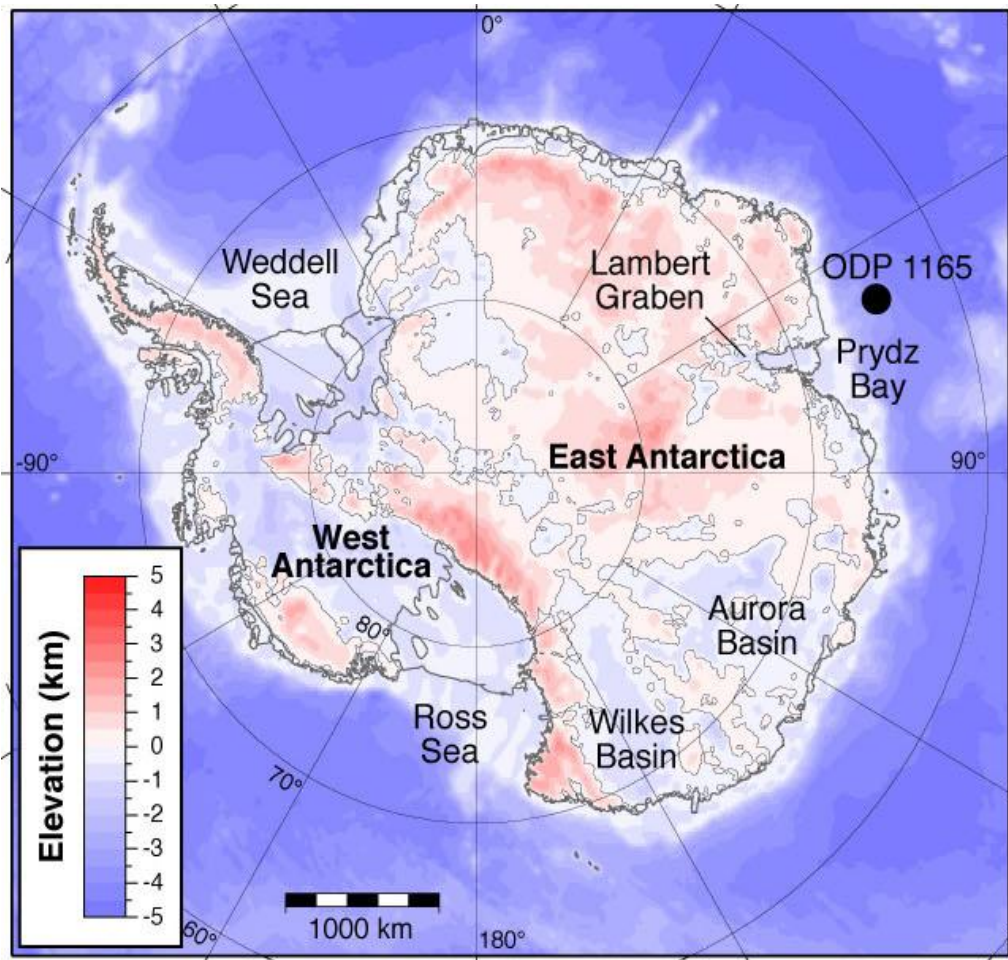 0°
Weddell
Sea
Lambert
Graben
ODP 1165
Prydz
Bay
-90°
East Antarctica
90°
West
Antarctica
80°
Aurora
Basin
Ross
Sea
Wilkes
Basin
70°
Elevation (km)
5
4
3
2
1
0
-1
-2
-3
-4
-5
1000 km
60°
180°